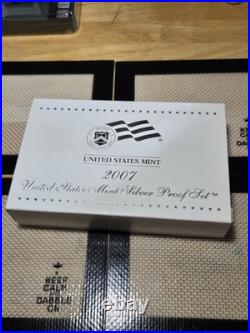 UNITED STATES MINT
2007
United States Mint Silver Proof Set™
KEEP
CALM
DABBLE
ON